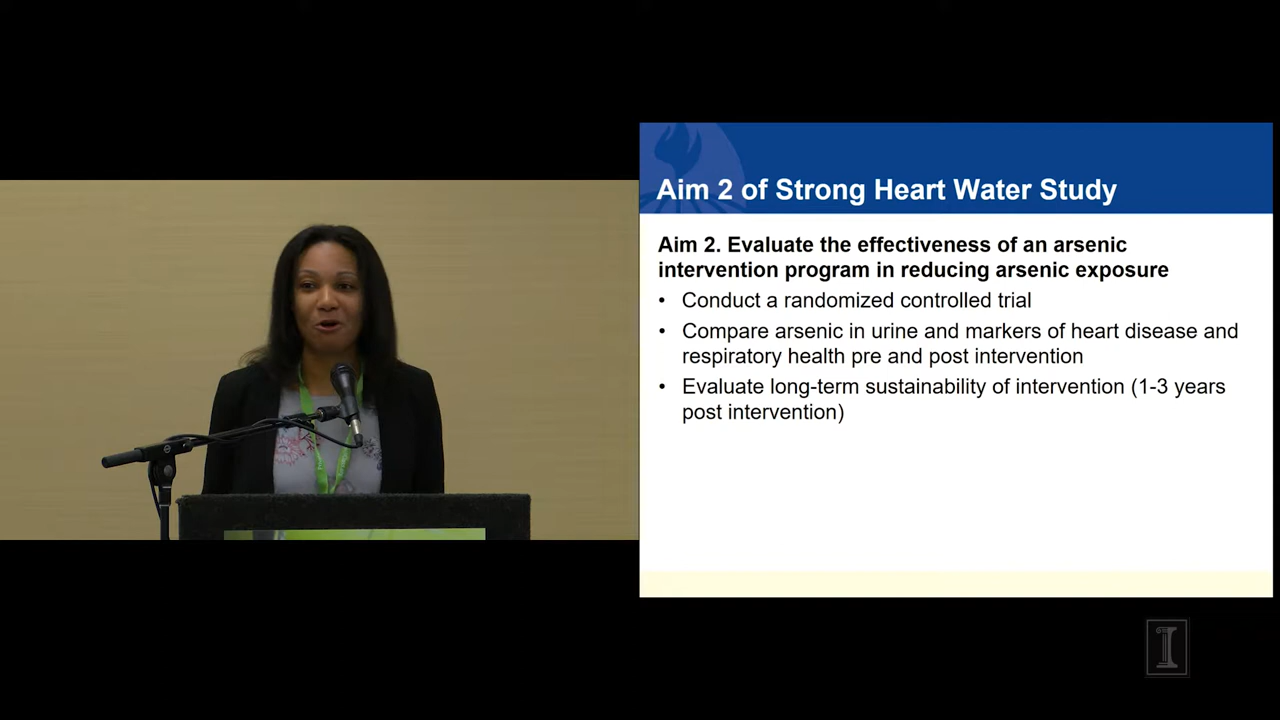 Aim 2 of Strong Heart Water Study
Aim 2. Evaluate the effectiveness of an arsenic
intervention program in reducing arsenic exposure
• Conduct a randomized controlled trial
• Compare arsenic in urine and markers of heart disease and
respiratory health pre and post intervention
• Evaluate long-term sustainability of intervention (1-3 years
post intervention)
I